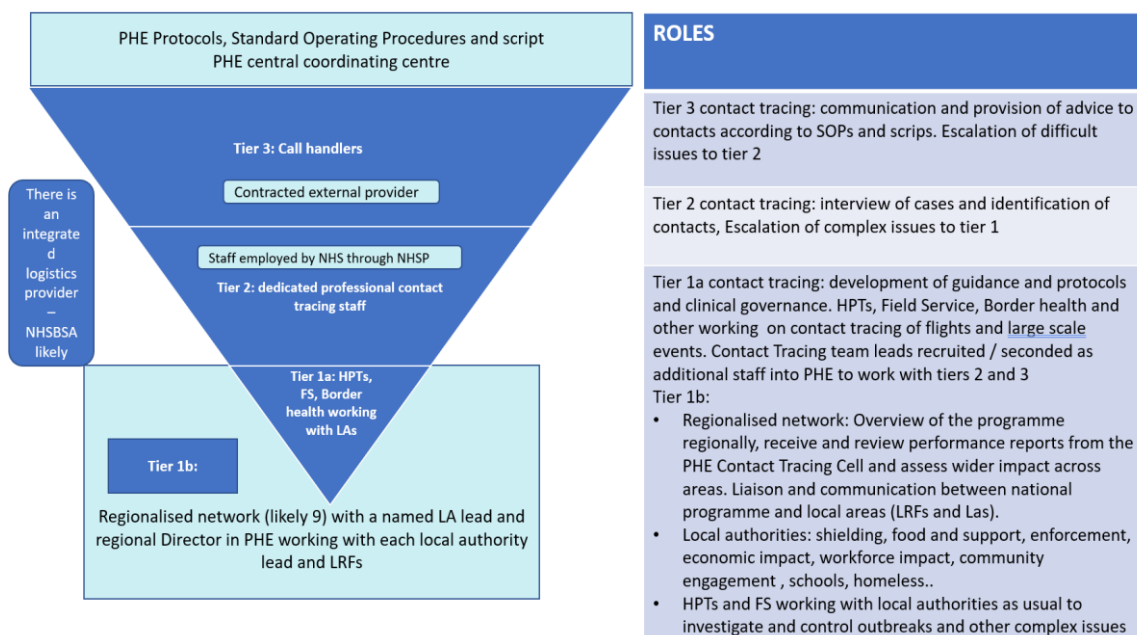 PHE Protocols, Standard Operating Procedures and script
PHE central coordinating centre
Tier 3: Call handlers
Contracted external provider
There is
an
integrate
d
logistics
provider
–
NHSBSA
likely
Staff employed by NHS through NHSP
Tier 2: dedicated professional contact
tracing staff
Tier 1a: HPTs,
FS, Border
health working
with LAs
Tier 1b:
Regionalised network (likely 9) with a named LA lead and
regional Director in PHE working with each local authority
lead and LRFs
ROLES
Tier 3 contact tracing: communication and provision of advice to
contacts according to SOPs and scrips. Escalation of difficult
issues to tier 2
Tier 2 contact tracing: interview of cases and identification of
contacts, Escalation of complex issues to tier 1
Tier 1a contact tracing: development of guidance and protocols
and clinical governance. HPTs, Field Service, Border health and
other working  on contact tracing of flights and large scale
events. Contact Tracing team leads recruited / seconded as
additional staff into PHE to work with tiers 2 and 3
Tier 1b:
• Regionalised network: Overview of the programme
regionally, receive and review performance reports from the
PHE Contact Tracing Cell and assess wider impact across
areas. Liaison and communication between national
programme and local areas (LRFs and Las).
• Local authorities: shielding, food and support, enforcement,
economic impact, workforce impact, community
engagement , schools, homeless..
• HPTs and FS working with local authorities as usual to
investigate and control outbreaks and other complex issues